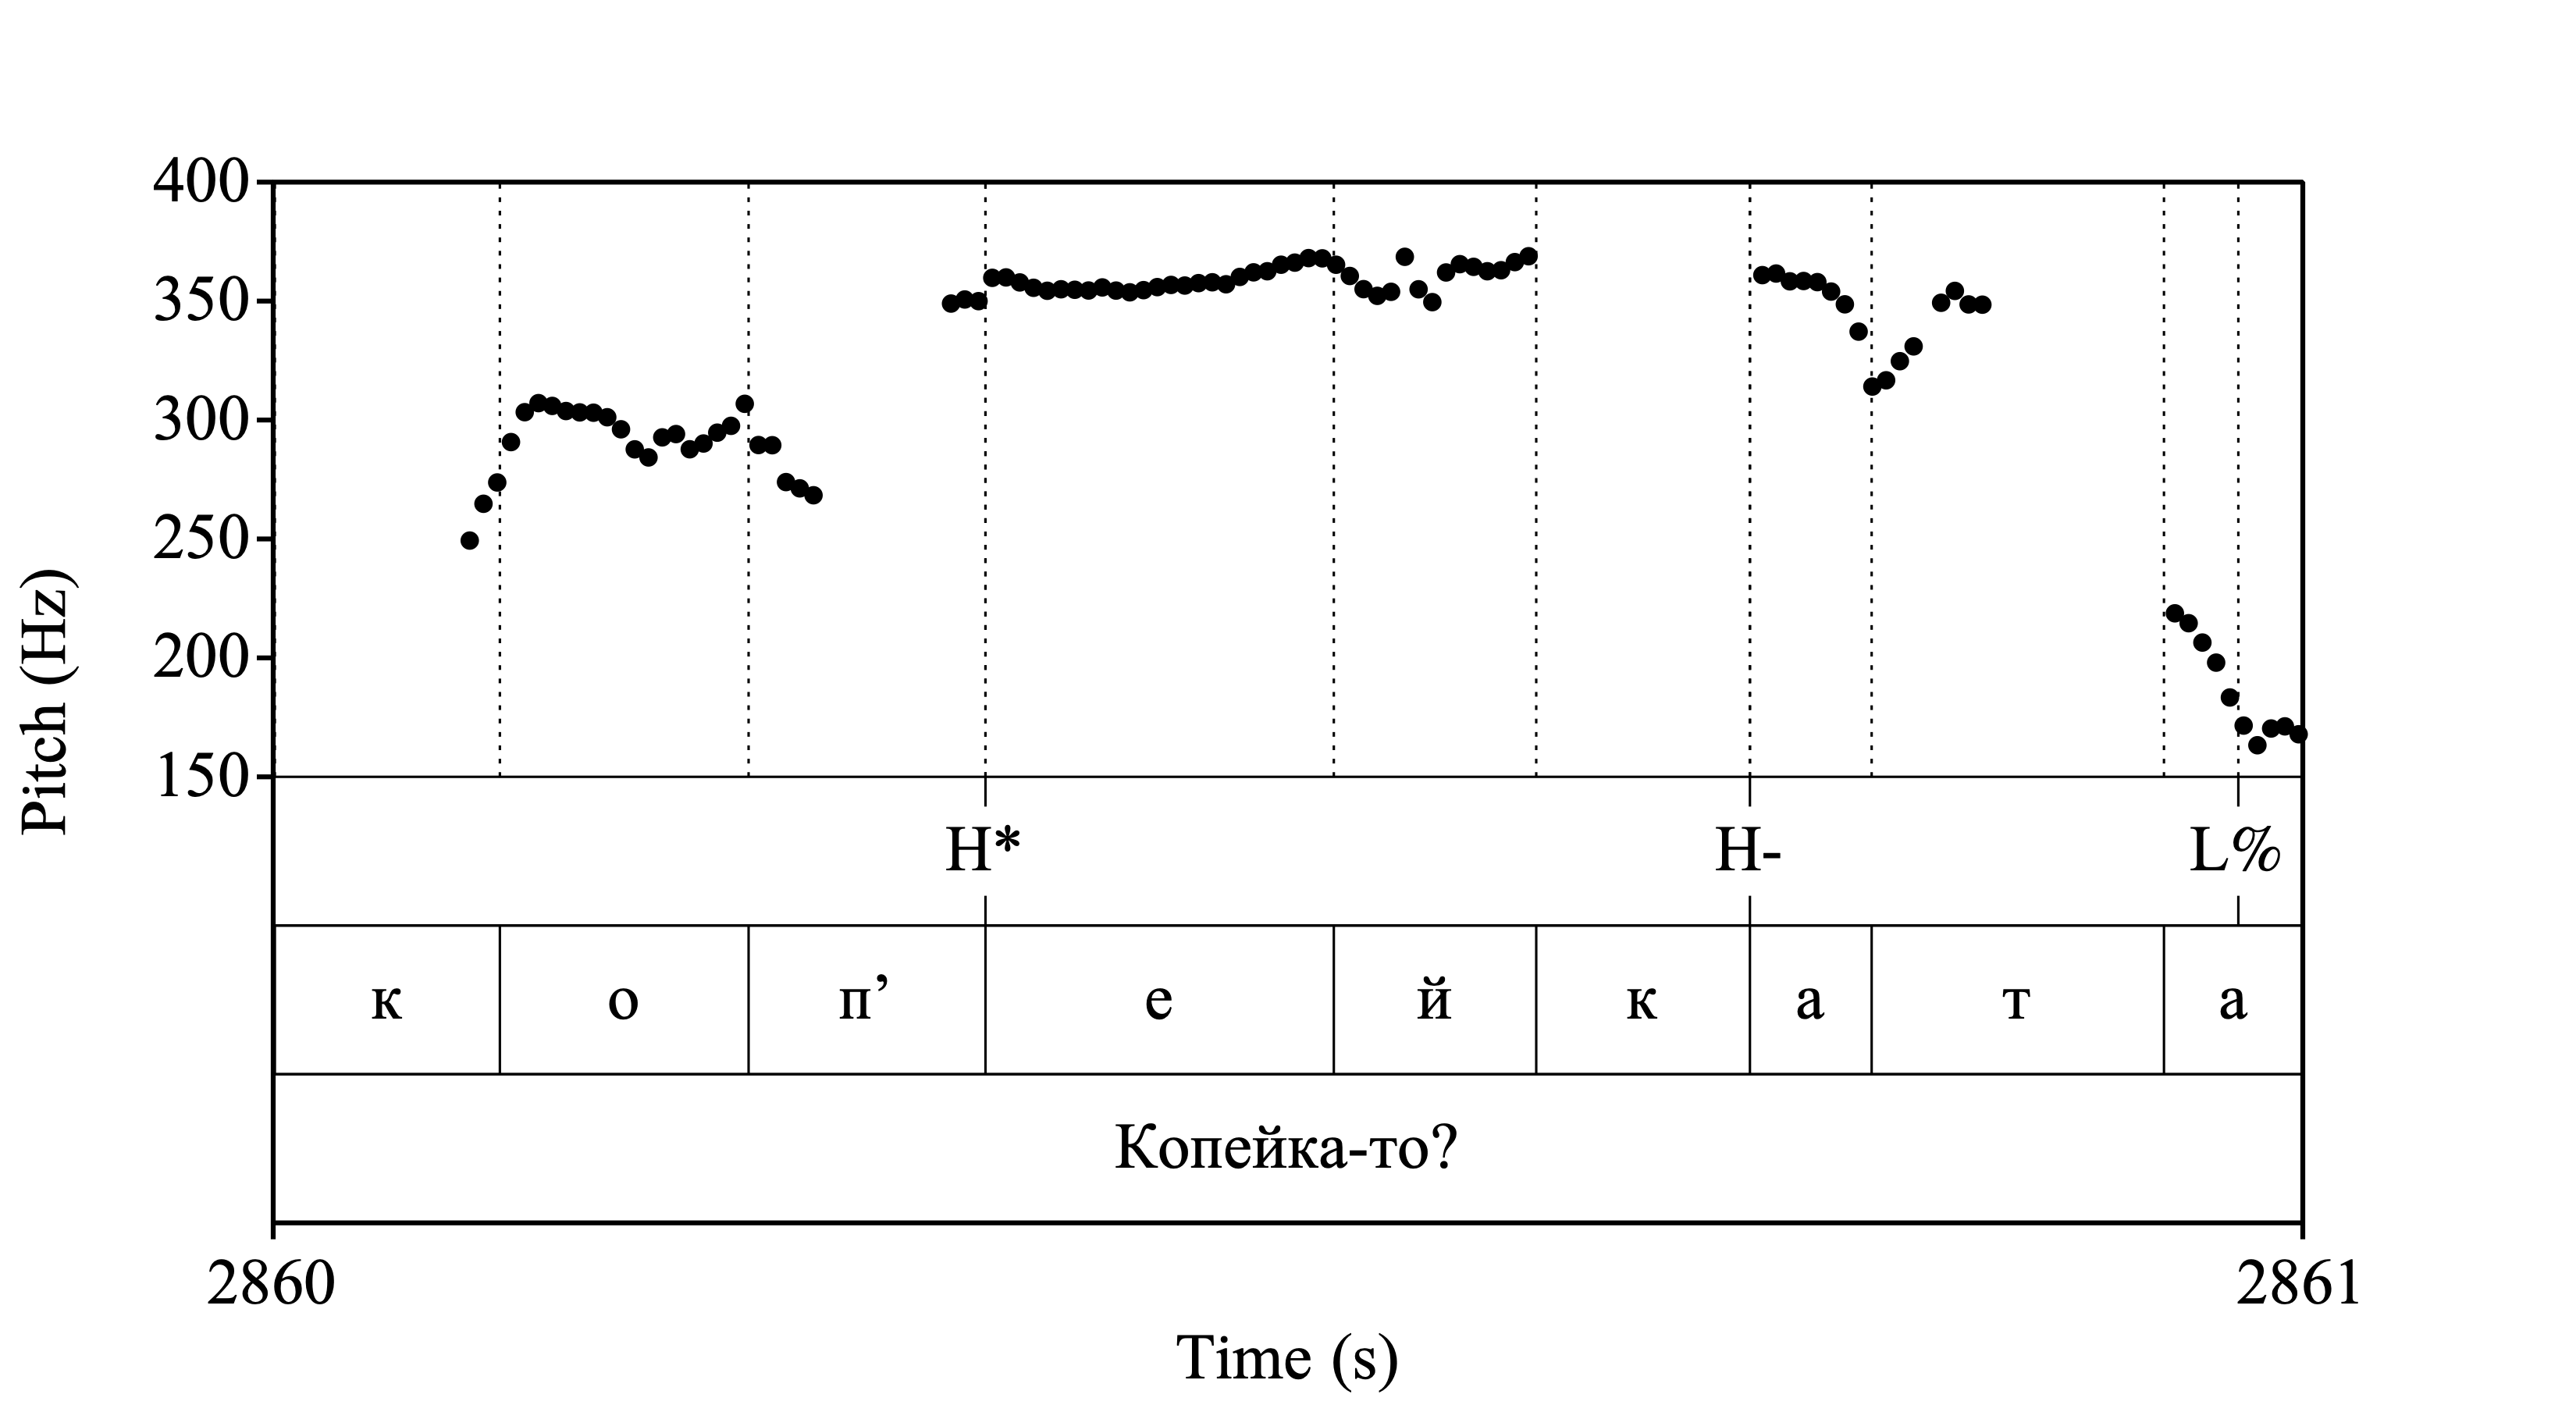 400
350
300
250
200
150
Pitch (Hz)
H* H- L%
к о п’ е й к а т а
Копейка-то?
2860 2861
Time (s)